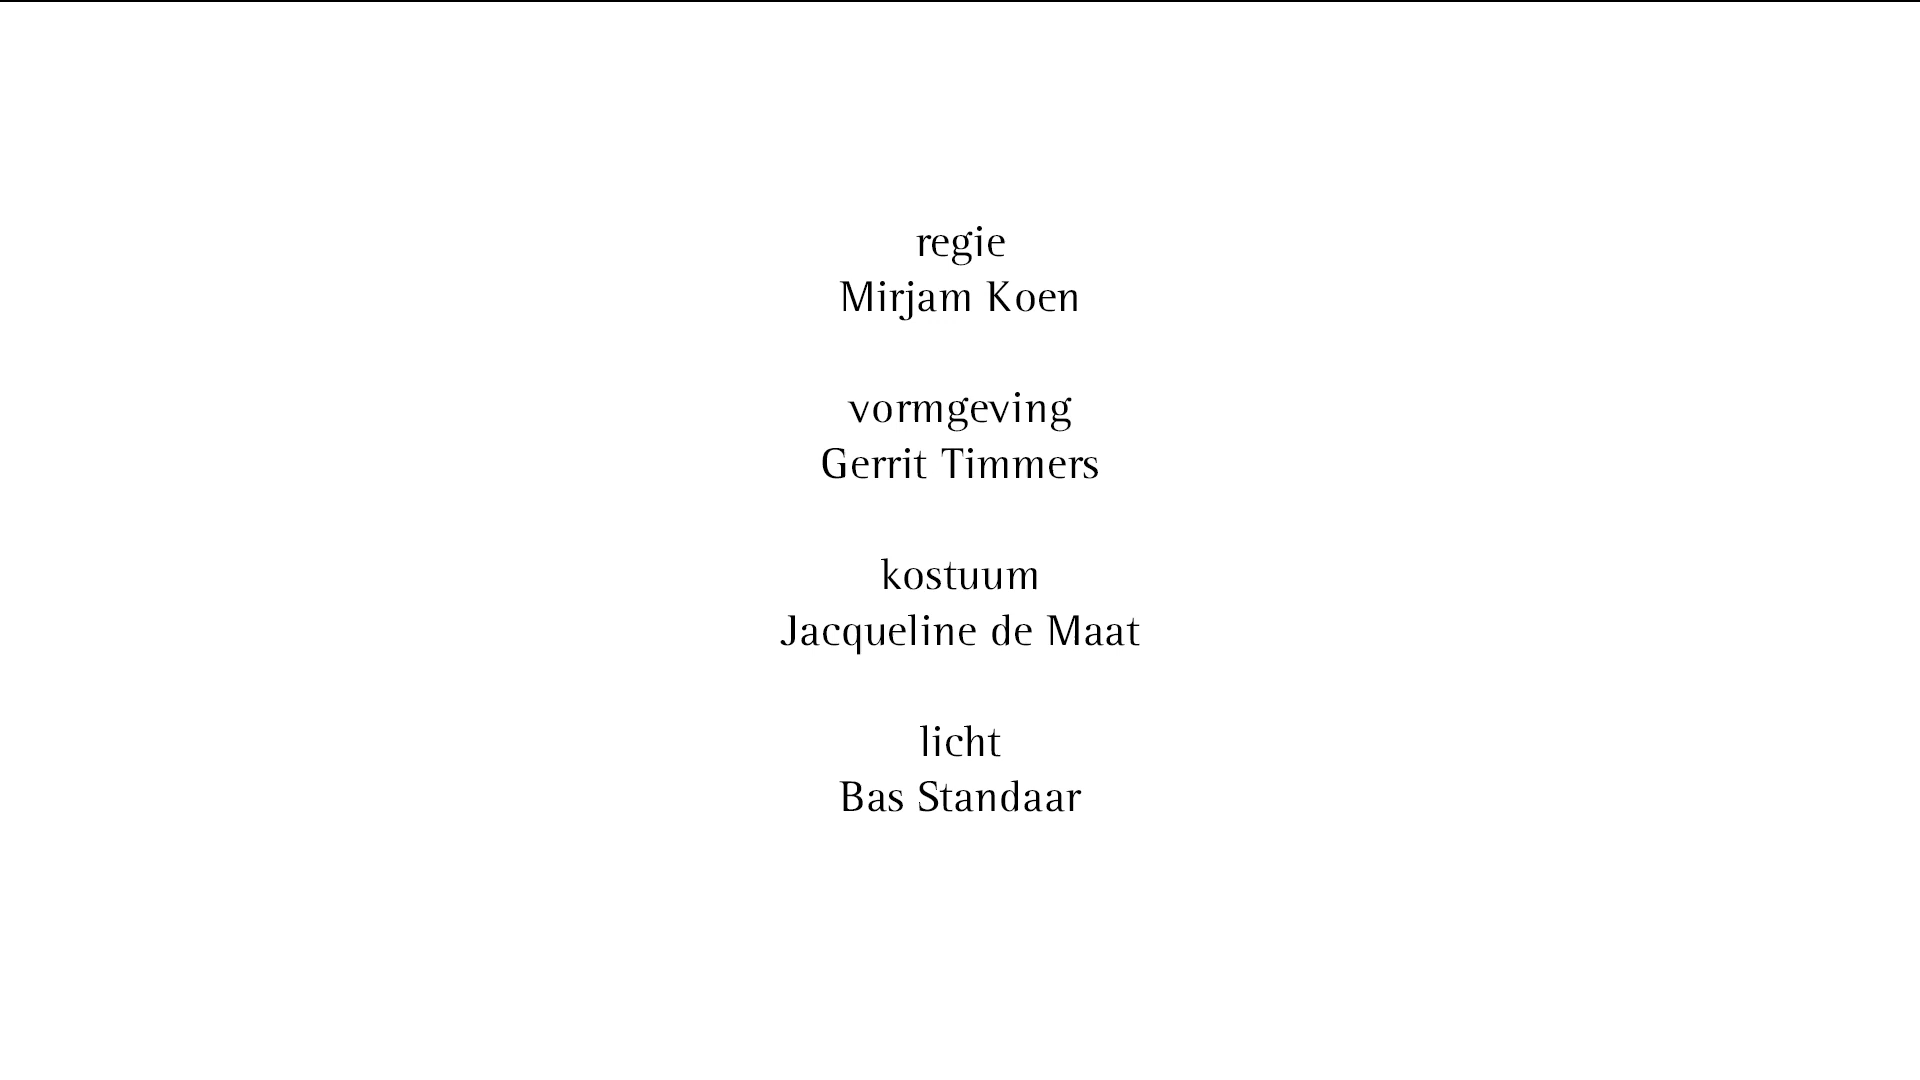 regie
Mirjam Koen
vormgeving
Gerrit Timmers
kostuum
Jacqueline de Maat
licht
Bas Standaar